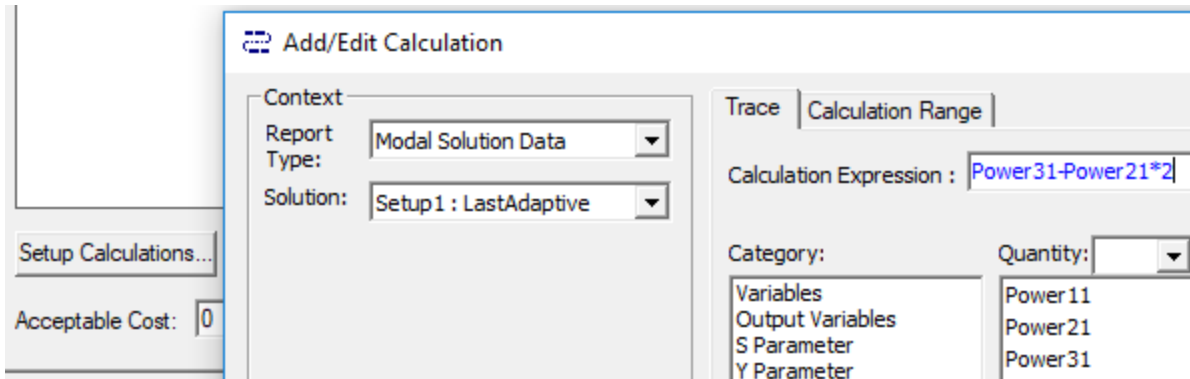 Add/Edit Calculation
Context
Report
Type:
Modal Solution Data
Solution:
Setup1 : LastAdaptive
Trace
Calculation Range
Calculation Expression :
Power31-Power21*2
Category:
Quantity:
Variables
Output Variables
S Parameter
Y Parameter
Power11
Power21
Power31
Setup Calculations...
Acceptable Cost:
0